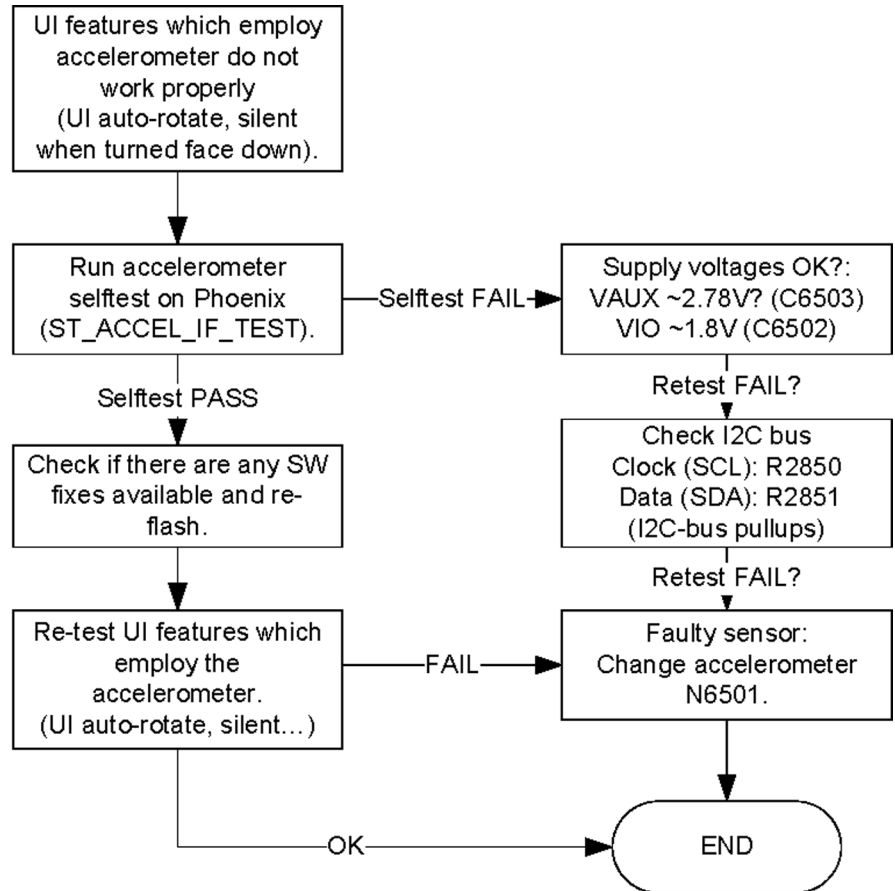 UI features which employ
accelerometer do not
work properly
(UI auto-rotate, silent
when turned face down).
Run accelerometer
selftest on Phoenix
(ST_ACCEL_IF_TEST).
Selftest FAIL
Supply voltages OK?:
VAUX ~2.78V? (C6503)
VIO ~1.8V (C6502)
Selftest PASS
Retest FAIL?
Check if there are any SW
fixes available and re-
flash.
Check I2C bus
Clock (SCL): R2850
Data (SDA): R2851
(I2C-bus pullups)
Retest FAIL?
Re-test UI features which
employ the
accelerometer.
(UI auto-rotate, silent...)
FAIL
Faulty sensor:
Change accelerometer
N6501.
OK
END